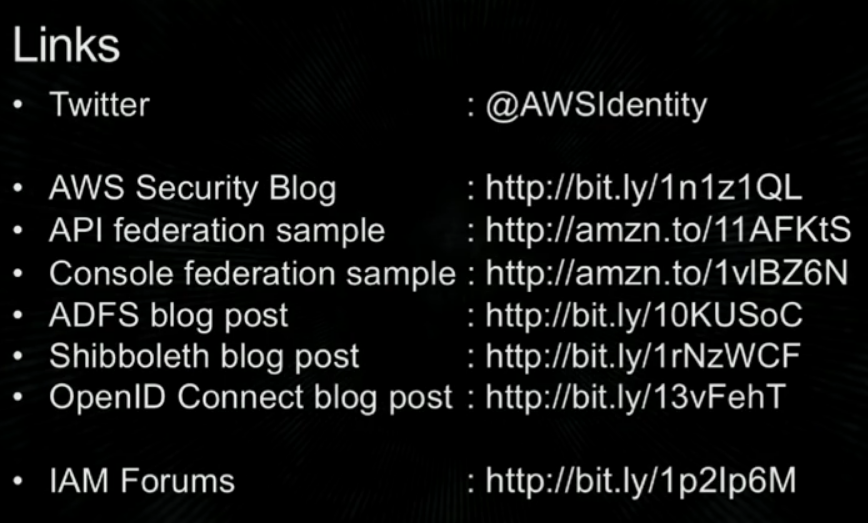 Links
• Twitter : @AWSIdentity
• AWS Security Blog : http://bit.ly/1n1z1QL
• API federation sample : http://amzn.to/11AFKtS
• Console federation sample : http://amzn.to/1vIBZ6N
• ADFS blog post : http://bit.ly/10KUSoC
• Shibboleth blog post : http://bit.ly/1rNzWCF
• OpenID Connect blog post : http://bit.ly/13vFehT
• IAM Forums : http://bit.ly/1p2Ip6M